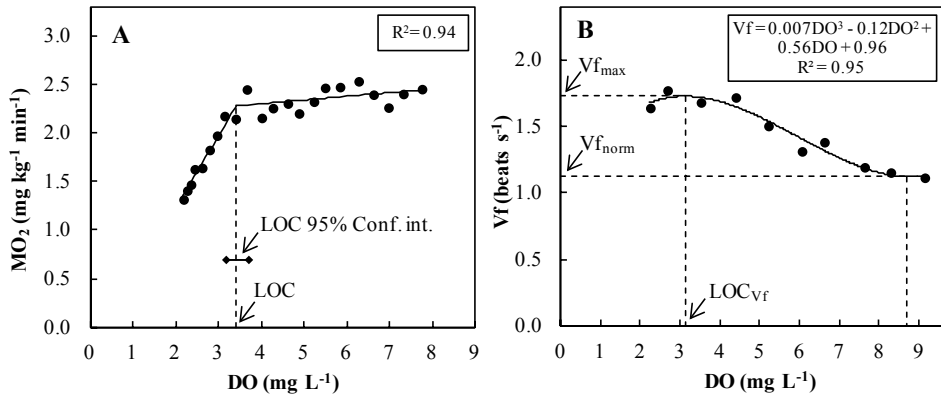 A
R² = 0.94
MO₂ (mg kg⁻¹ min⁻¹)
3.0
2.5
2.0
1.5
1.0
0.5
0.0
LOC 95% Conf. int.
LOC
0 1 2 3 4 5 6 7 8 9
DO (mg L⁻¹)
B
Vf = 0.007DO³ - 0.12DO² +
0.56DO + 0.96
R² = 0.95
Vf (beats s⁻¹)
2.0
1.5
1.0
0.5
0.0
Vfmax
Vfnorm
LOCVf
0 1 2 3 4 5 6 7 8 9
DO (mg L⁻¹)